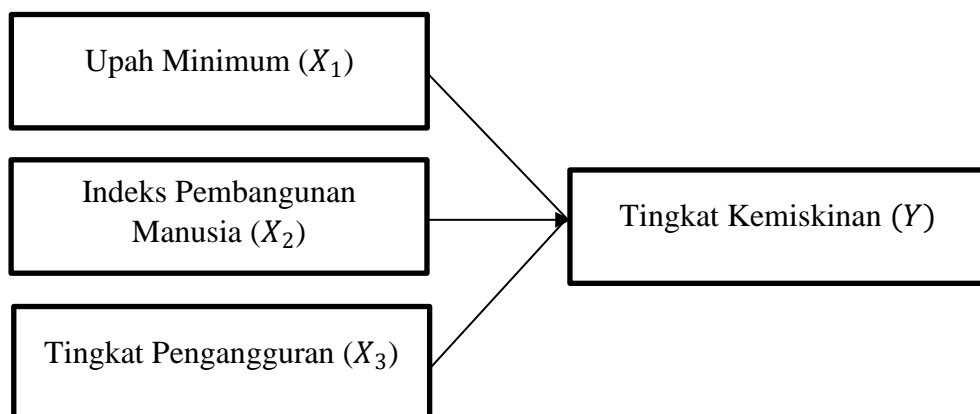 Upah Minimum (𝑋₁)
Indeks Pembangunan
Manusia (𝑋₂)
Tingkat Kemiskinan (𝑌)
Tingkat Pengangguran (𝑋₃)